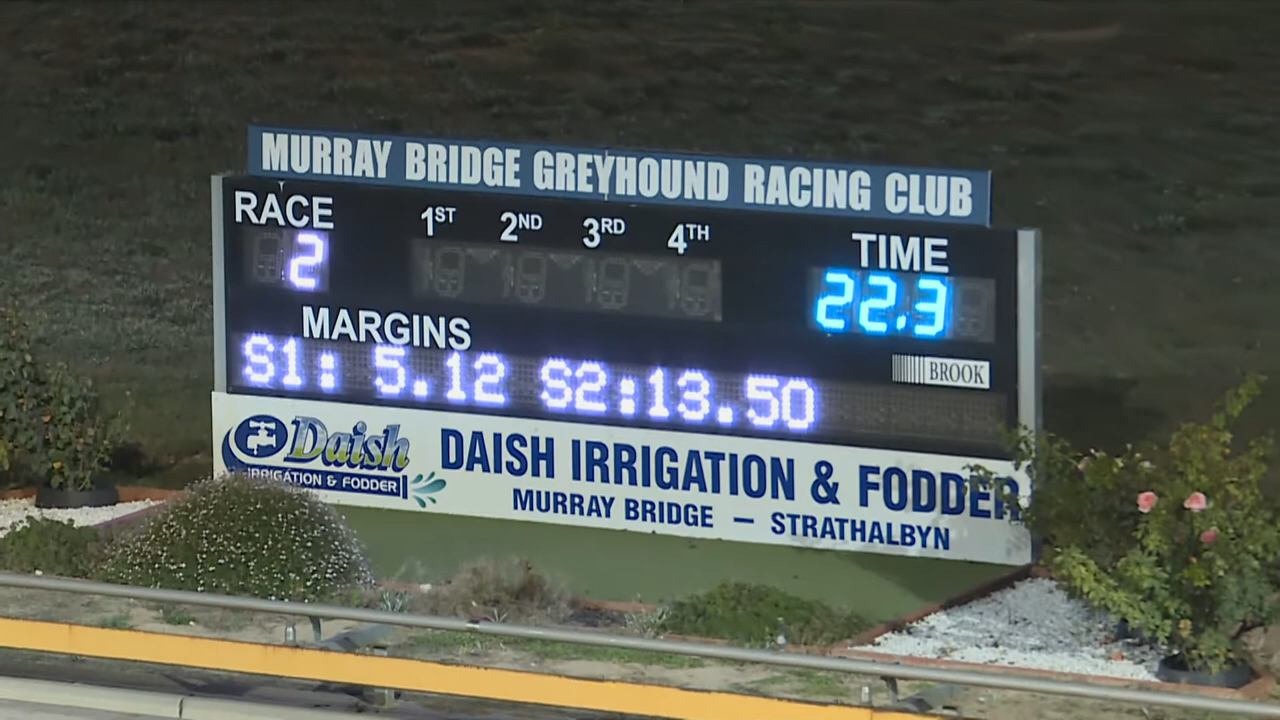 MURRAY BRIDGE GREYHOUND RACING CLUB
RACE 1ST 2ND 3RD 4TH TIME
2 22.3
MARGINS
BROOK
S1: 5.12 S2:13.50
Daish
IRRIGATION & FODDER
DAISH IRRIGATION & FODDER
MURRAY BRIDGE – STRATHALBYN